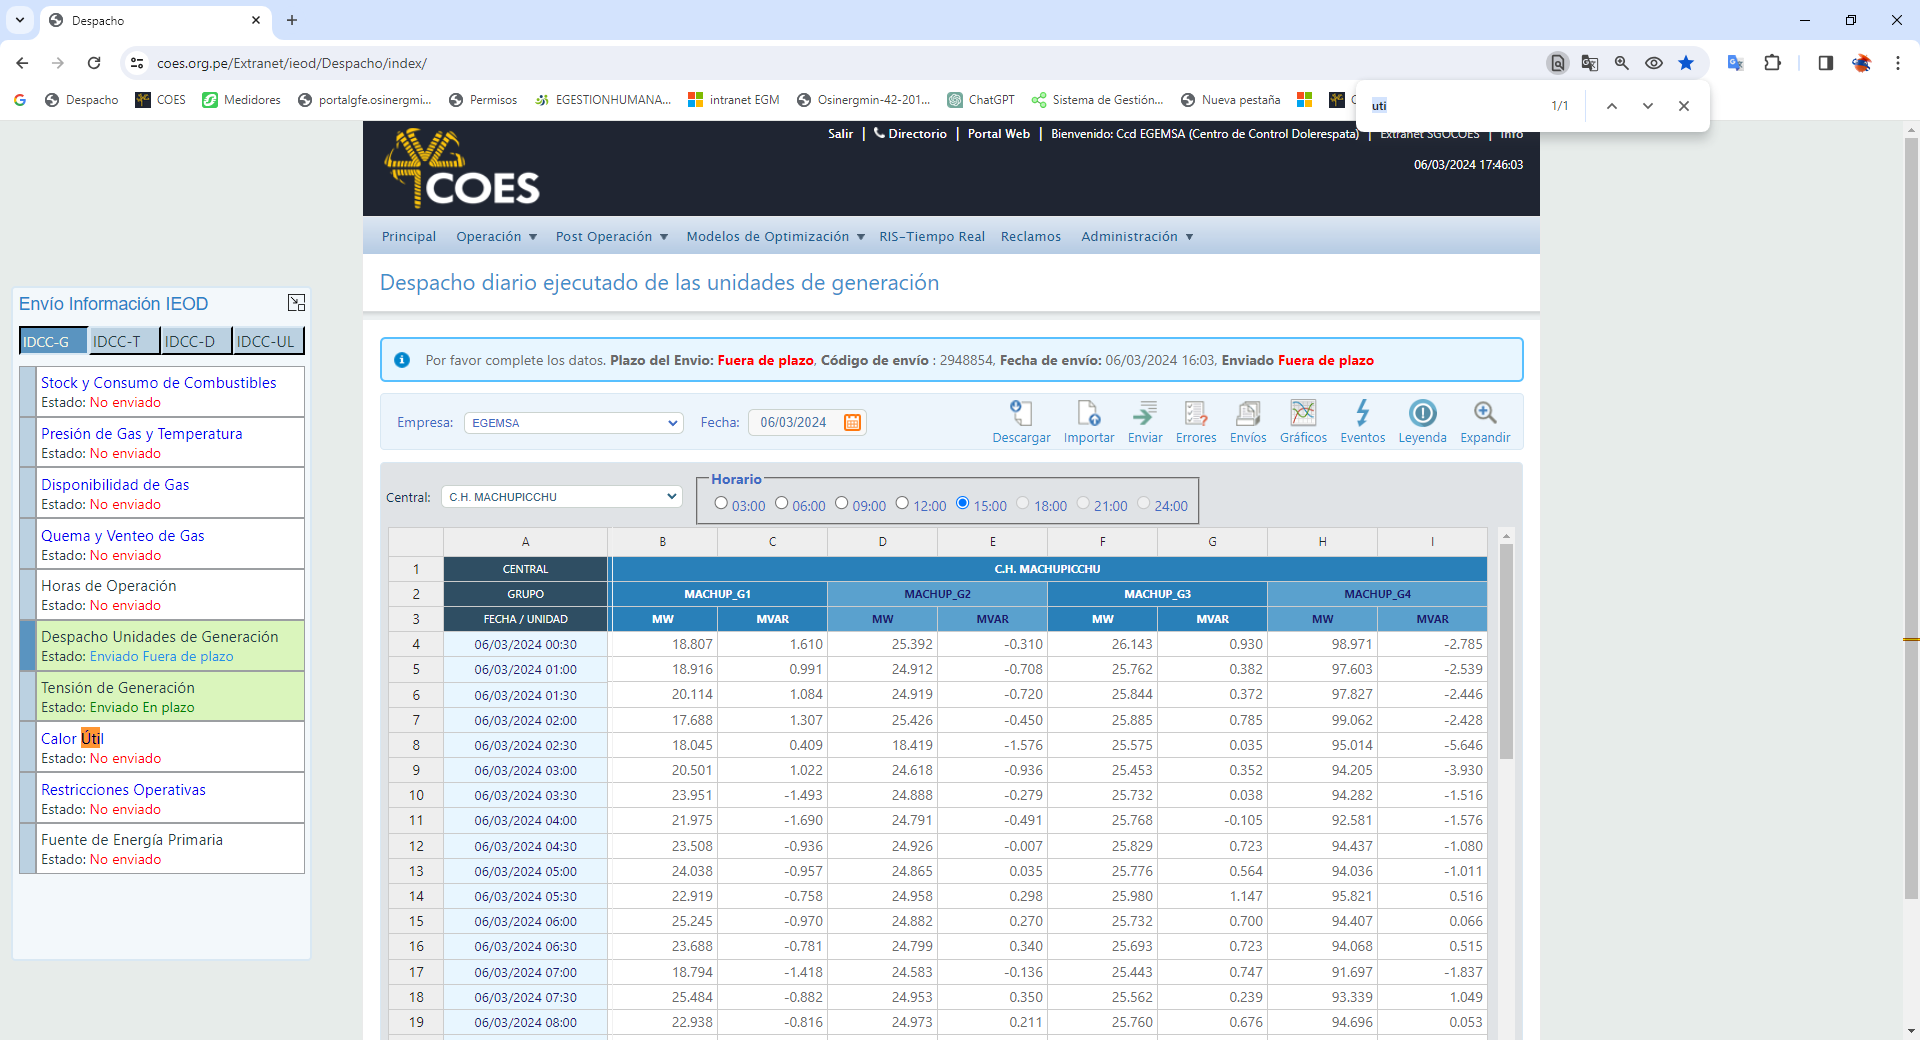 Despacho
coes.org.pe/Extranet/ieod/Despacho/index/
Despacho COES Medidores portalgfe.osinergmi... Permisos EGESTIONHUMANA... intranet EGM Osinermin-42-201... ChatGPT Sistema de Gestión... Nueva pestaña
uti 1/1
Salir | Directorio | Portal Web | Bienvenido: Ccd EGEMSA (Centro de Control Dolerespata) | Extranet SGOCOES | Info
06/03/2024 17:46:03
COES
Principal Operación Post Operación Modelos de Optimización RIS-Tiempo Real Reclamos Administración
Despacho diario ejecutado de las unidades de generación
Envío Información IEOD
IDCC-G IDCC-T IDCC-D IDCC-UL
Stock y Consumo de Combustibles
Estado: No enviado
Presión de Gas y Temperatura
Estado: No enviado
Disponibilidad de Gas
Estado: No enviado
Quema y Venteo de Gas
Estado: No enviado
Horas de Operación
Estado: No enviado
Despacho Unidades de Generación
Estado: Enviado Fuera de plazo
Tensión de Generación
Estado: Enviado En plazo
Calor Útil
Estado: No enviado
Restricciones Operativas
Estado: No enviado
Fuente de Energía Primaria
Estado: No enviado
Por favor complete los datos. Plazo del Envio: Fuera de plazo, Código de envío : 2948854, Fecha de envío: 06/03/2024 16:03, Enviado Fuera de plazo
Empresa: EGEMSA Fecha: 06/03/2024 Descargar Importar Enviar Errores Envíos Gráficos Eventos Leyenda Expandir
Central: C.H. MACHUPICCHU Horario 03:00 06:00 09:00 12:00 15:00 18:00 21:00 24:00
A B C D E F G H I
1 CENTRAL C.H. MACHUPICCHU
2 GRUPO MACHUP_G1 MACHUP_G2 MACHUP_G3 MACHUP_G4
3 FECHA / UNIDAD MW MVAR MW MVAR MW MVAR MW MVAR
4 06/03/2024 00:30 18.807 1.610 25.392 -0.310 26.143 0.930 98.971 -2.785
5 06/03/2024 01:00 18.916 0.991 24.912 -0.708 25.762 0.382 97.603 -2.539
6 06/03/2024 01:30 20.114 1.084 24.919 -0.720 25.844 0.372 97.827 -2.446
7 06/03/2024 02:00 17.688 1.307 25.426 -0.450 25.885 0.785 99.062 -2.428
8 06/03/2024 02:30 18.045 0.409 18.419 -1.576 25.575 0.035 95.014 -5.646
9 06/03/2024 03:00 20.501 1.022 24.618 -0.936 25.453 0.352 94.205 -3.930
10 06/03/2024 03:30 23.951 -1.493 24.888 -0.279 25.732 0.038 94.282 -1.516
11 06/03/2024 04:00 21.975 -1.690 24.791 -0.491 25.768 -0.105 92.581 -1.576
12 06/03/2024 04:30 23.508 -0.936 24.926 -0.007 25.829 0.723 94.437 -1.080
13 06/03/2024 05:00 24.038 -0.957 24.865 0.035 25.776 0.564 94.036 -1.011
14 06/03/2024 05:30 22.919 -0.758 24.958 0.298 25.980 1.147 95.821 0.516
15 06/03/2024 06:00 25.245 -0.970 24.882 0.270 25.732 0.700 94.407 0.066
16 06/03/2024 06:30 23.688 -0.781 24.799 0.340 25.693 0.723 94.068 0.515
17 06/03/2024 07:00 18.794 -1.418 24.583 -0.136 25.443 0.747 91.697 -1.837
18 06/03/2024 07:30 25.484 -0.882 24.953 0.350 25.562 0.239 93.339 1.049
19 06/03/2024 08:00 22.938 -0.816 24.973 0.211 25.760 0.676 94.696 0.053